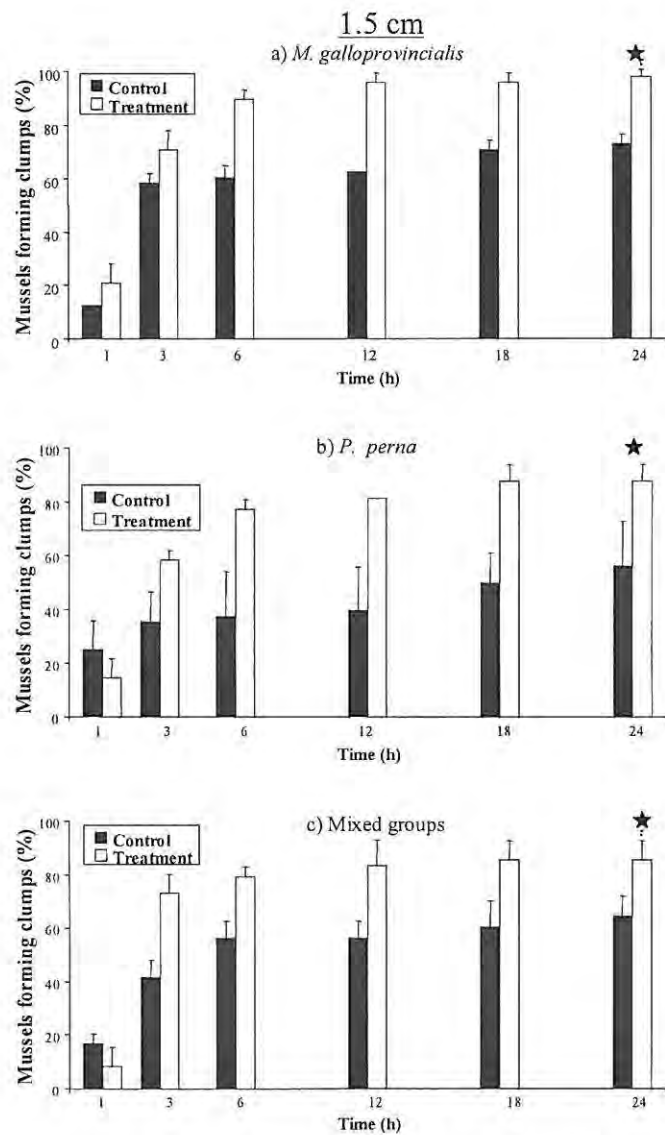 1.5 cm
a) M. galloprovincialis
Mussels forming clumps (%)
100
80
60
40
20
0
Control
Treatment
1 3 6 12 18 24
Time (h)
b) P. perna
Mussels forming clumps (%)
100
80
60
40
20
0
Control
Treatment
1 3 6 12 18 24
Time (h)
c) Mixed groups
Mussels forming clumps (%)
100
80
60
40
20
0
Control
Treatment
1 3 6 12 18 24
Time (h)